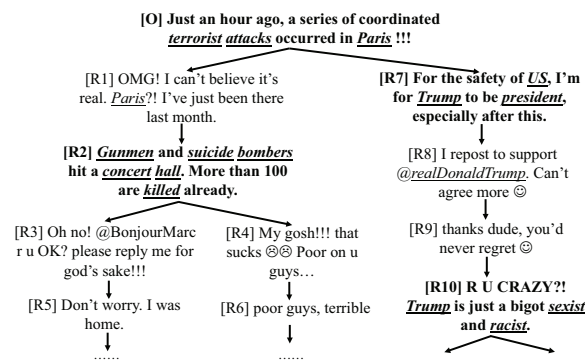 [O] Just an hour ago, a series of coordinated
terrorist attacks occurred in Paris !!!
[R1] OMG! I can't believe it's
real. Paris?! I've just been there
last month.
[R2] Gunmen and suicide bombers
hit a concert hall. More than 100
are killed already.
[R3] Oh no! @BonjourMarc
r u OK? please reply me for
god's sake!!!
[R4] My gosh!!! that
sucks ☹☹ Poor on u
guys…
[R5] Don't worry. I was
home.
[R6] poor guys, terrible
......
......
[R7] For the safety of US, I'm
for Trump to be president,
especially after this.
[R8] I repost to support
@realDonaldTrump. Can't
agree more ☺
[R9] thanks dude, you'd
never regret ☺
[R10] R U CRAZY?!
Trump is just a bigot sexist
and racist.